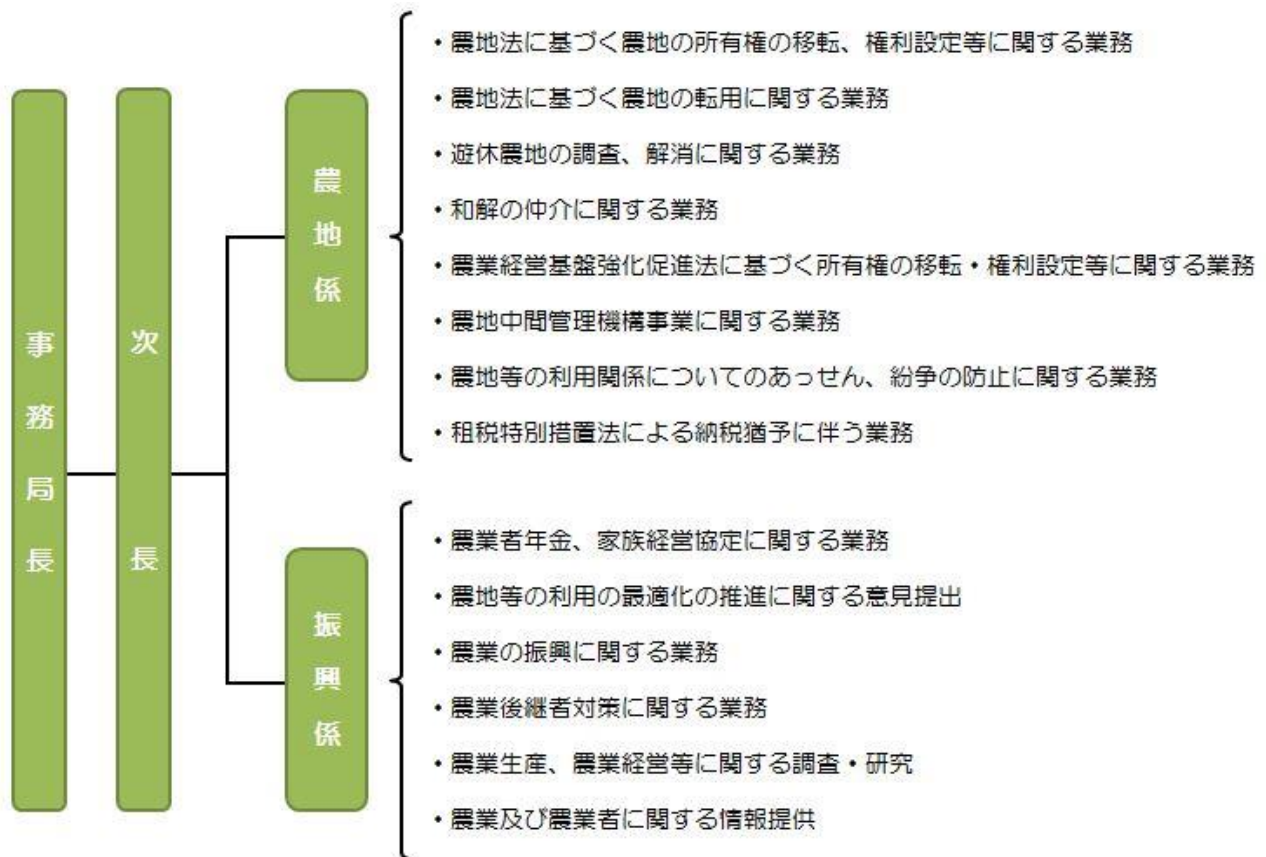 事務局長
次長
農地係
・農地法に基づく農地の所有権の移転、権利設定等に関する業務
・農地法に基づく農地の転用に関する業務
・遊休農地の調査、解消に関する業務
・和解の仲介に関する業務
・農業経営基盤強化促進法に基づく所有権の移転・権利設定等に関する業務
・農地中間管理機構事業に関する業務
・農地等の利用関係についてのあっせん、紛争の防止に関する業務
・租税特別措置法による納税猶予に伴う業務
振興係
・農業者年金、家族経営協定に関する業務
・農地等の利用の最適化の推進に関する意見提出
・農業の振興に関する業務
・農業後継者対策に関する業務
・農業生産、農業経営等に関する調査・研究
・農業及び農業者に関する情報提供